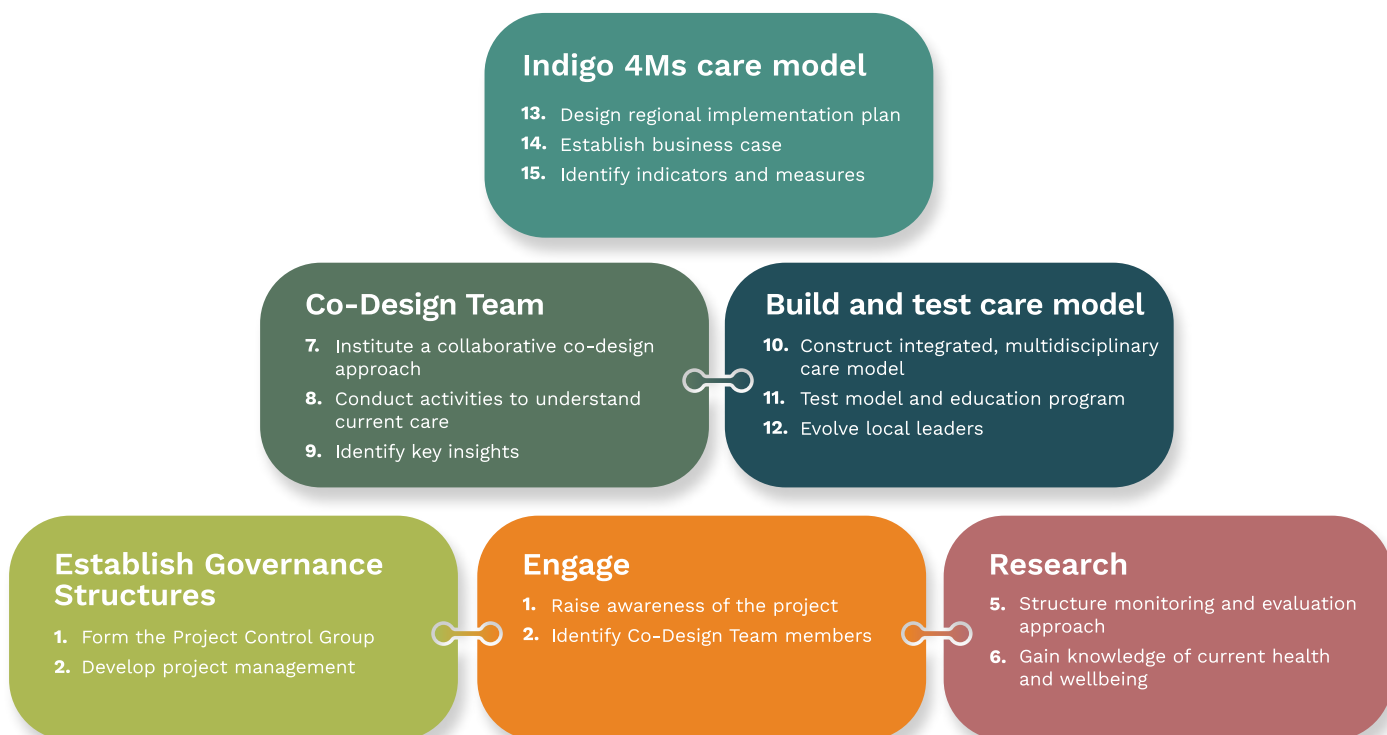 Indigo 4Ms care model
13. Design regional implementation plan
14. Establish business case
15. Identify indicators and measures
Co-Design Team
7. Institute a collaborative co-design
approach
8. Conduct activities to understand
current care
9. Identify key insights
Build and test care model
10. Construct integrated, multidisciplinary
care model
11. Test model and education program
12. Evolve local leaders
Establish Governance
Structures
1. Form the Project Control Group
2. Develop project management
Engage
1. Raise awareness of the project
2. Identify Co-Design Team members
Research
5. Structure monitoring and evaluation
approach
6. Gain knowledge of current health
and wellbeing